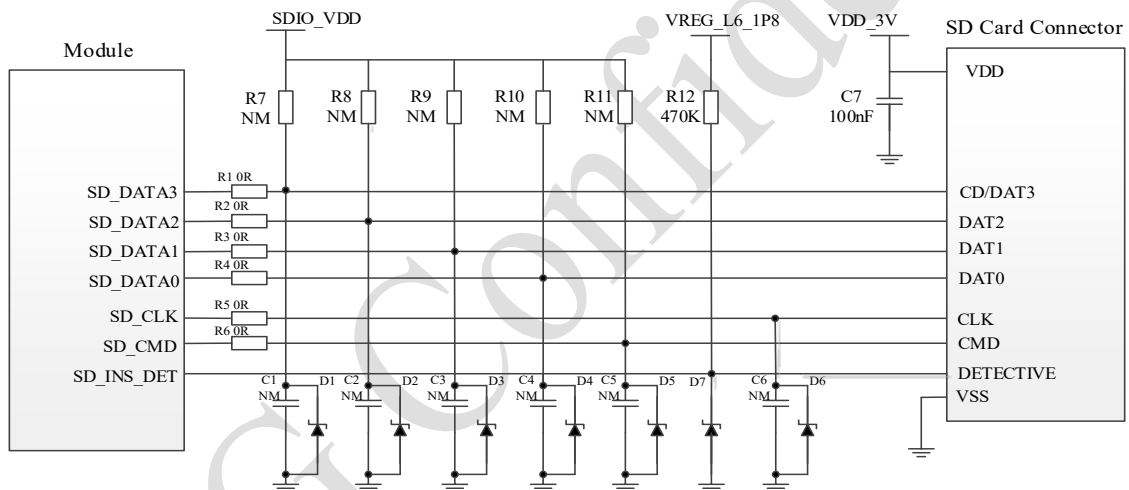 SDIO_VDD
VREG_L6_1P8
VDD_3V
SD Card Connector
Module
VDD
R7
NM
R8
NM
R9
NM
R10
NM
R11
NM
R12
470K
C7
100nF
R1 0R
SD_DATA3
CD/DAT3
R2 0R
SD_DATA2
DAT2
R3 0R
SD_DATA1
DAT1
R4 0R
SD_DATA0
DAT0
R5 0R
SD_CLK
CLK
R6 0R
SD_CMD
CMD
SD_INS_DET
DETECTIVE
C1
NM
D1
C2
NM
D2
C3
NM
D3
C4
NM
D4
C5
NM
D5
D7
C6
NM
D6
VSS